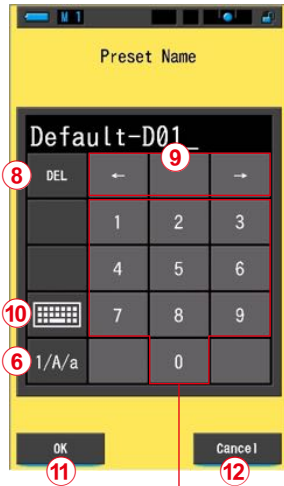 M 1
Preset Name
Default-D01_
9
8 DEL ← →
1 2 3
4 5 6
10 7 8 9
6 1/A/a 0
OK Cancel
11 12